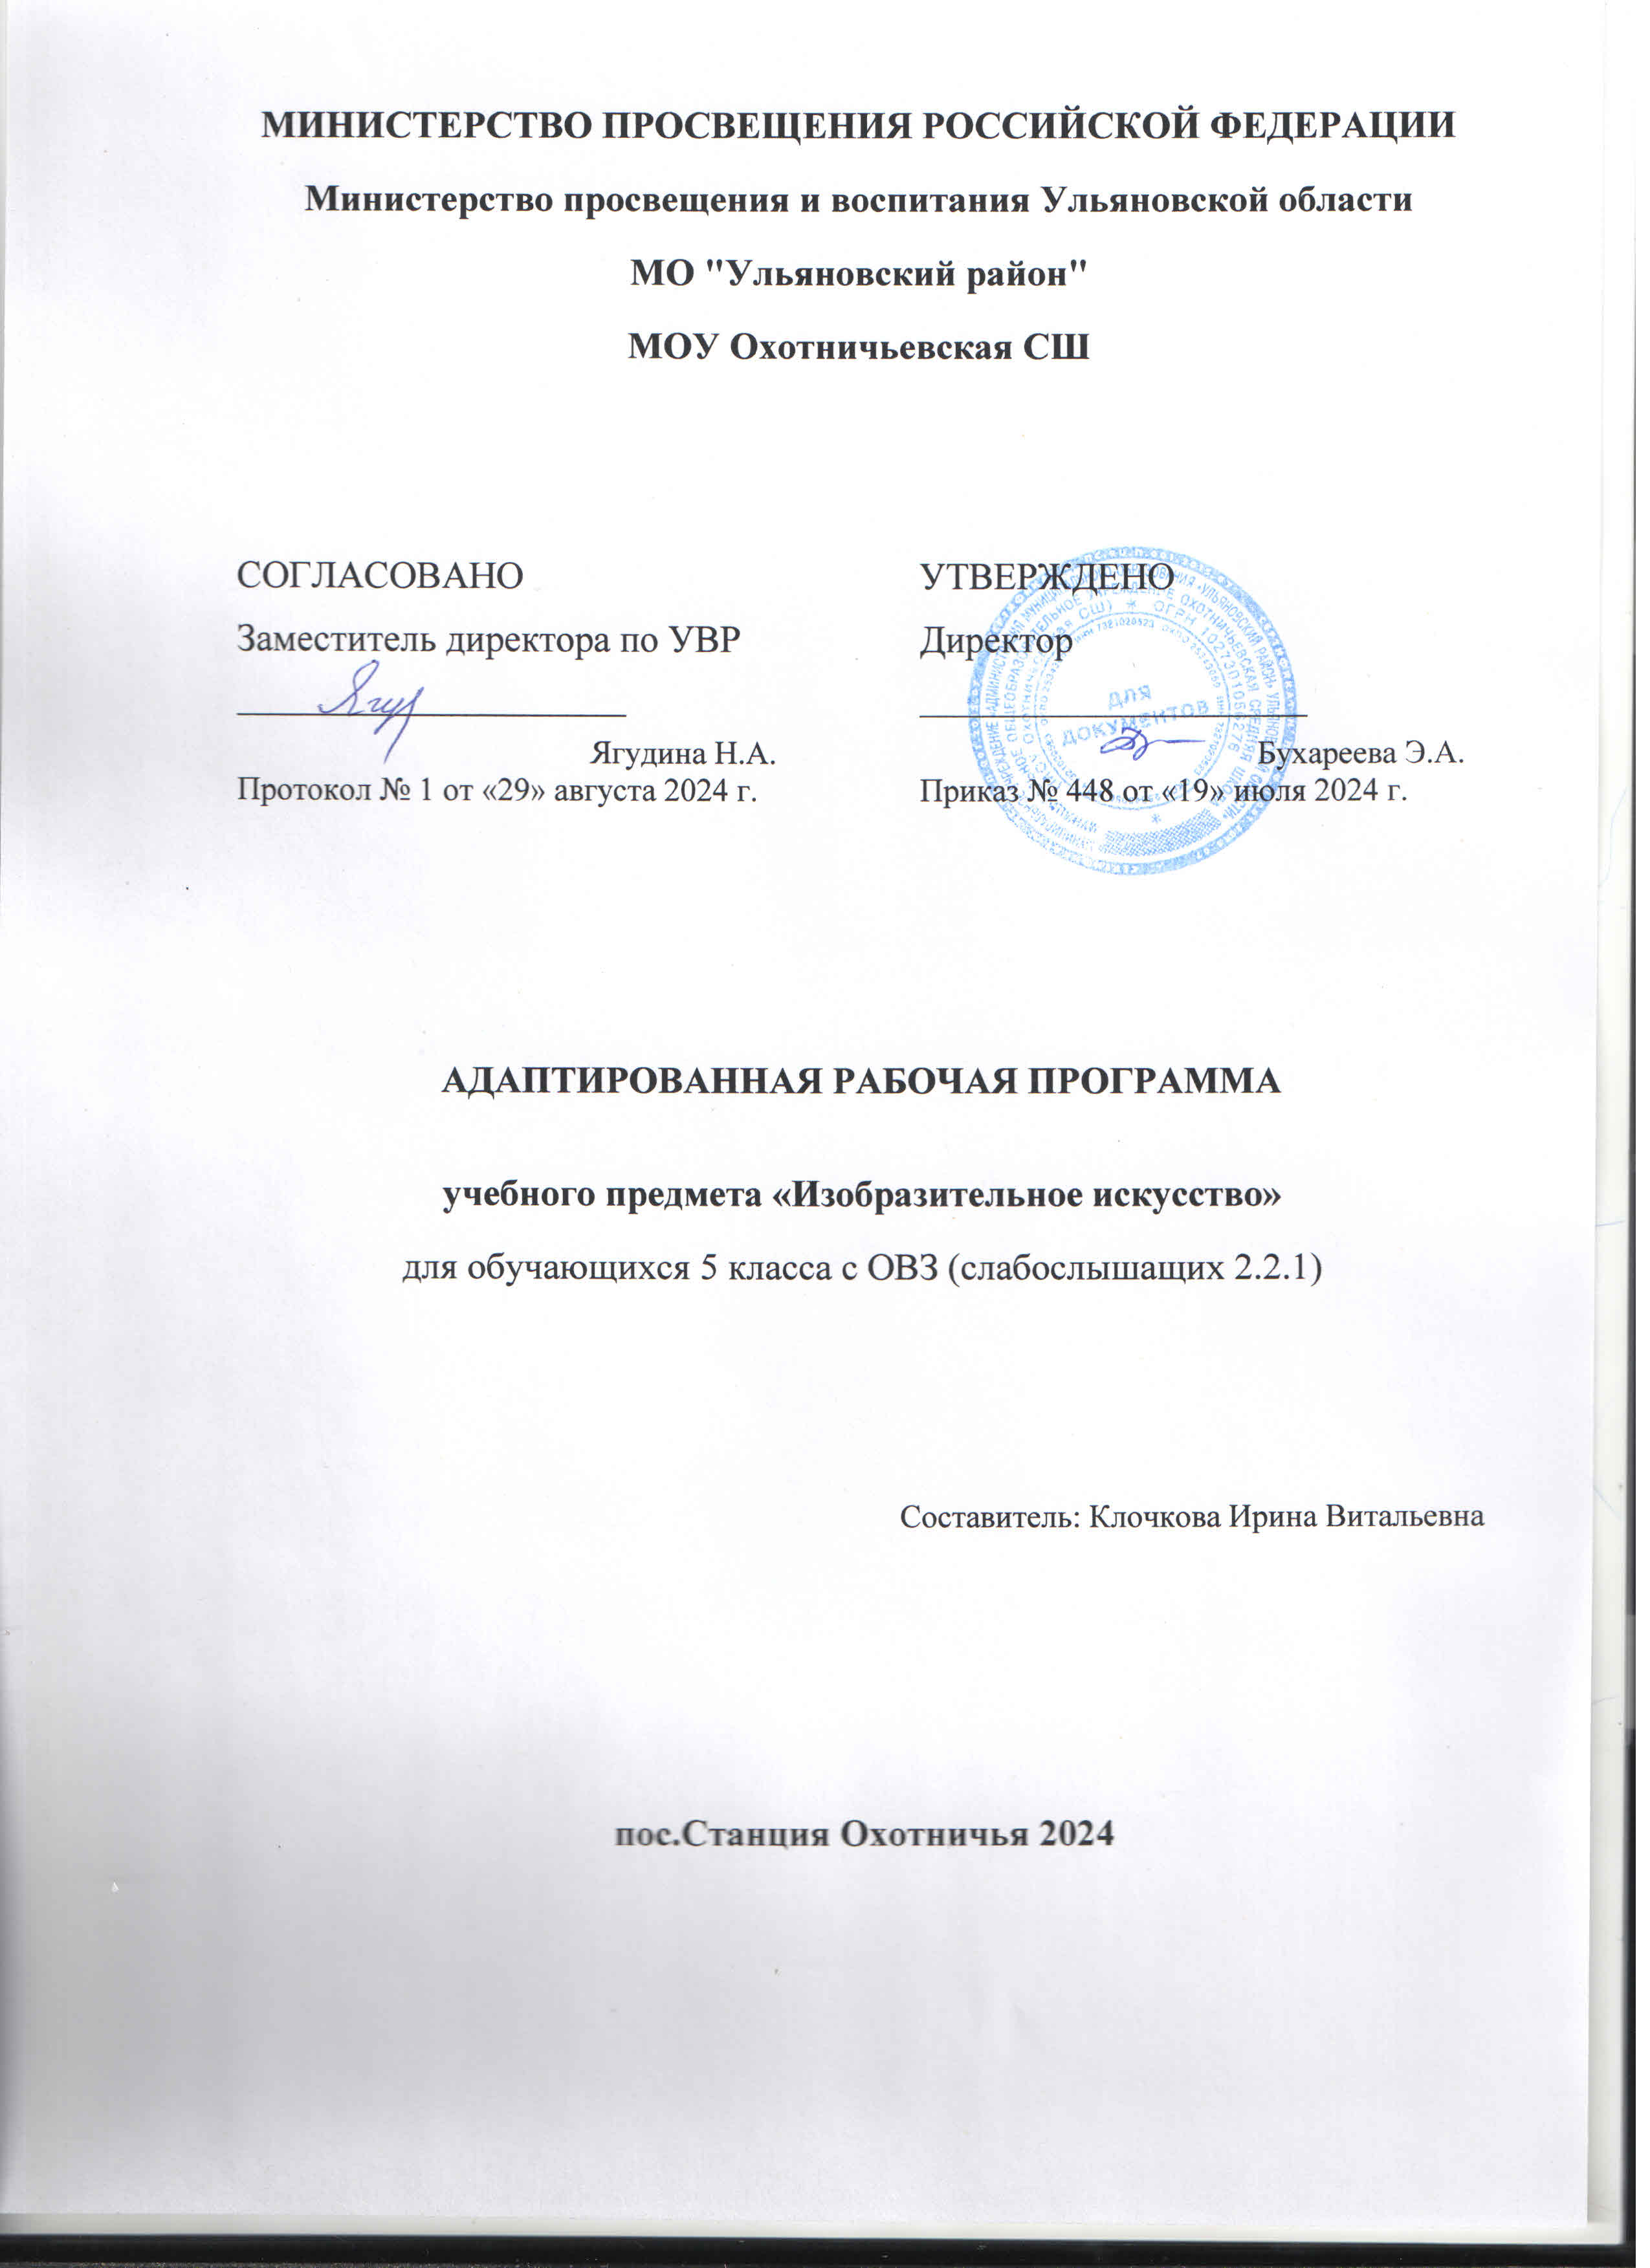 МИНИСТЕРСТВО ПРОСВЕЩЕНИЯ РОССИЙСКОЙ ФЕДЕРАЦИИ
Министерство просвещения и воспитания Ульяновской области
МО "Ульяновский район"
МОУ Охотничьевская СШ
СОГЛАСОВАНО
Заместитель директора по УВР
Ягудина Н.А.
Протокол № 1 от «29» августа 2024 г.
УТВЕРЖДЕНО
Директор
ДЛЯ
ДОКУМЕНТОВ
Бухареева Э.А.
Приказ № 448 от «19» июля 2024 г.
АДАПТИРОВАННАЯ РАБОЧАЯ ПРОГРАММА
учебного предмета «Изобразительное искусство»
для обучающихся 5 класса с ОВЗ (слабослышащих 2.2.1)
Составитель: Клочкова Ирина Витальевна
пос.Станция Охотничья 2024